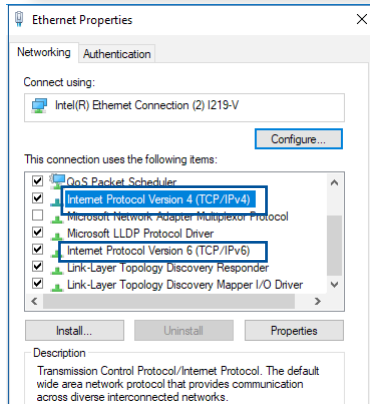 Ethernet Properties
Networking Authentication
Connect using:
Intel(R) Ethernet Connection (2) I219-V
Configure...
This connection uses the following items:
QoS Packet Scheduler
Internet Protocol Version 4 (TCP/IPv4)
Microsoft Network Adapter Multiplexor Protocol
Microsoft LLDP Protocol Driver
Internet Protocol Version 6 (TCP/IPv6)
Link-Layer Topology Discovery Responder
Link-Layer Topology Discovery Mapper I/O Driver
Install... Uninstall Properties
Description
Transmission Control Protocol/Internet Protocol. The default
wide area network protocol that provides communication
across diverse interconnected networks.